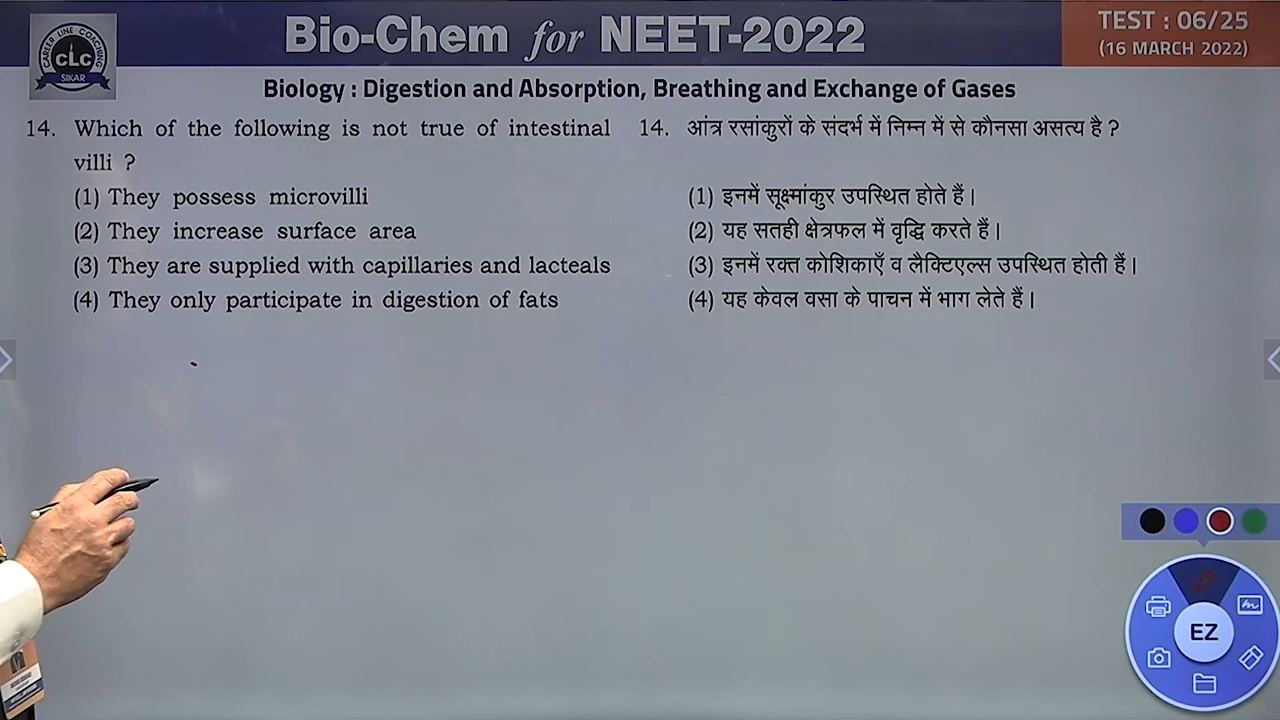 CAREER LINE COACHING
CLC
SIKAR
Bio-Chem for NEET-2022
TEST : 06/25
(16 MARCH 2022)
Biology : Digestion and Absorption, Breathing and Exchange of Gases
14. Which of the following is not true of intestinal
villi ?
(1) They possess microvilli
(2) They increase surface area
(3) They are supplied with capillaries and lacteals
(4) They only participate in digestion of fats
14. आंत्र रसांकुरों के संदर्भ में निम्न में से कौनसा असत्य है ?
(1) इनमें सूक्ष्मांकुर उपस्थित होते हैं।
(2) यह सतही क्षेत्रफल में वृद्धि करते हैं।
(3) इनमें रक्त कोशिकाएँ व लैक्टिएल्स उपस्थित होती हैं।
(4) यह केवल वसा के पाचन में भाग लेते हैं।
EZ